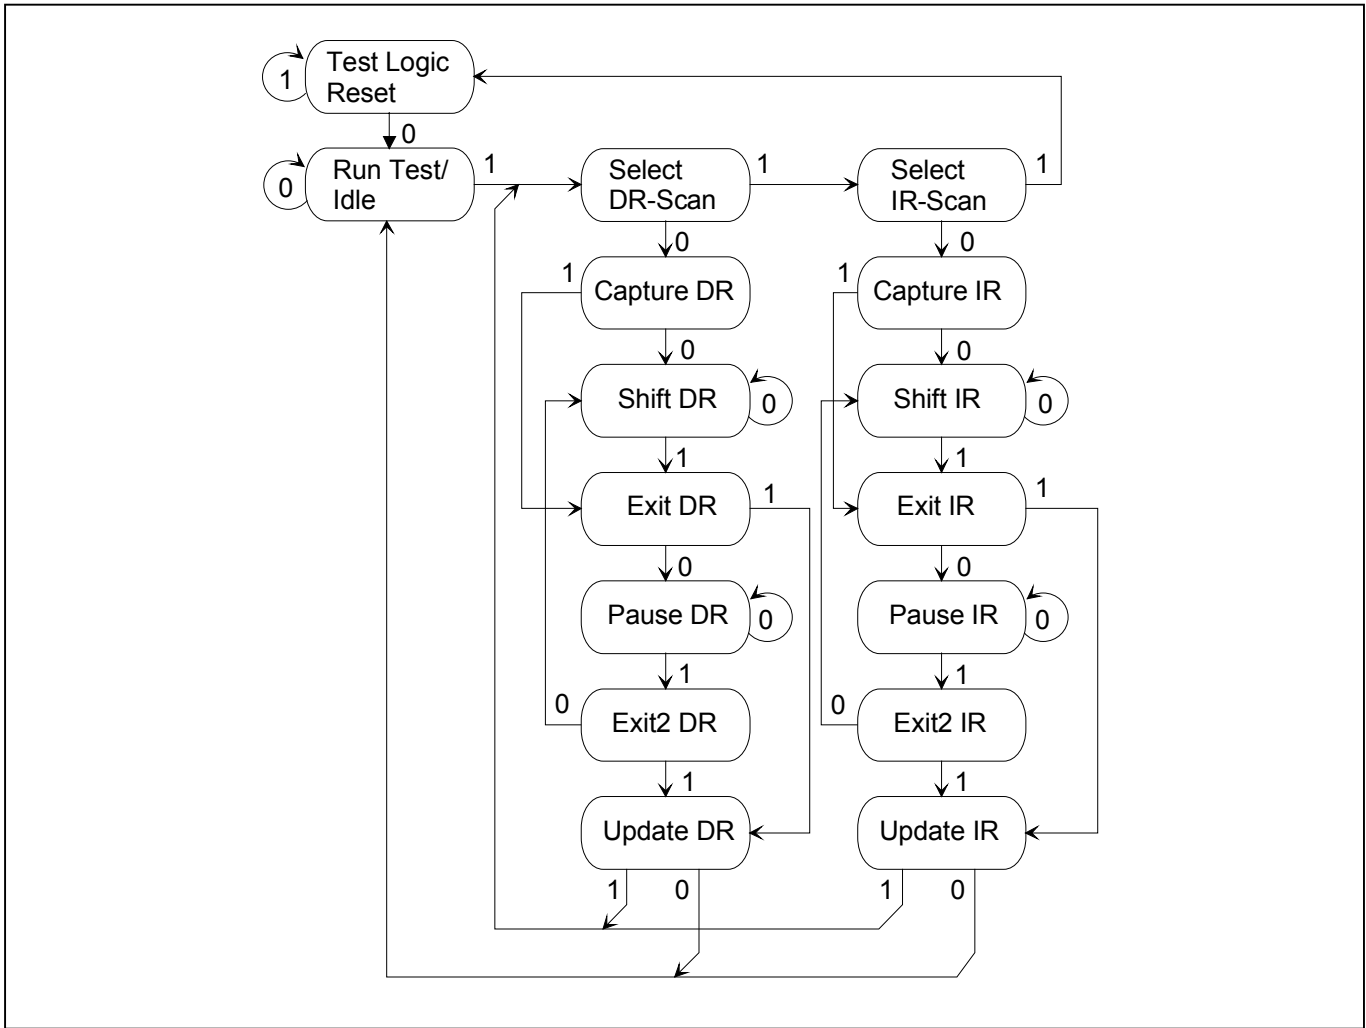 Test Logic
Reset
1
0
Run Test/
Idle
0
1
Select
DR-Scan
1
Select
IR-Scan
1
0
0
1
Capture DR
1
Capture IR
0
0
Shift DR
0
Shift IR
0
1
1
Exit DR
1
Exit IR
1
0
0
Pause DR
0
Pause IR
0
1
1
0
Exit2 DR
0
Exit2 IR
1
1
Update DR
Update IR
1
0
1
0